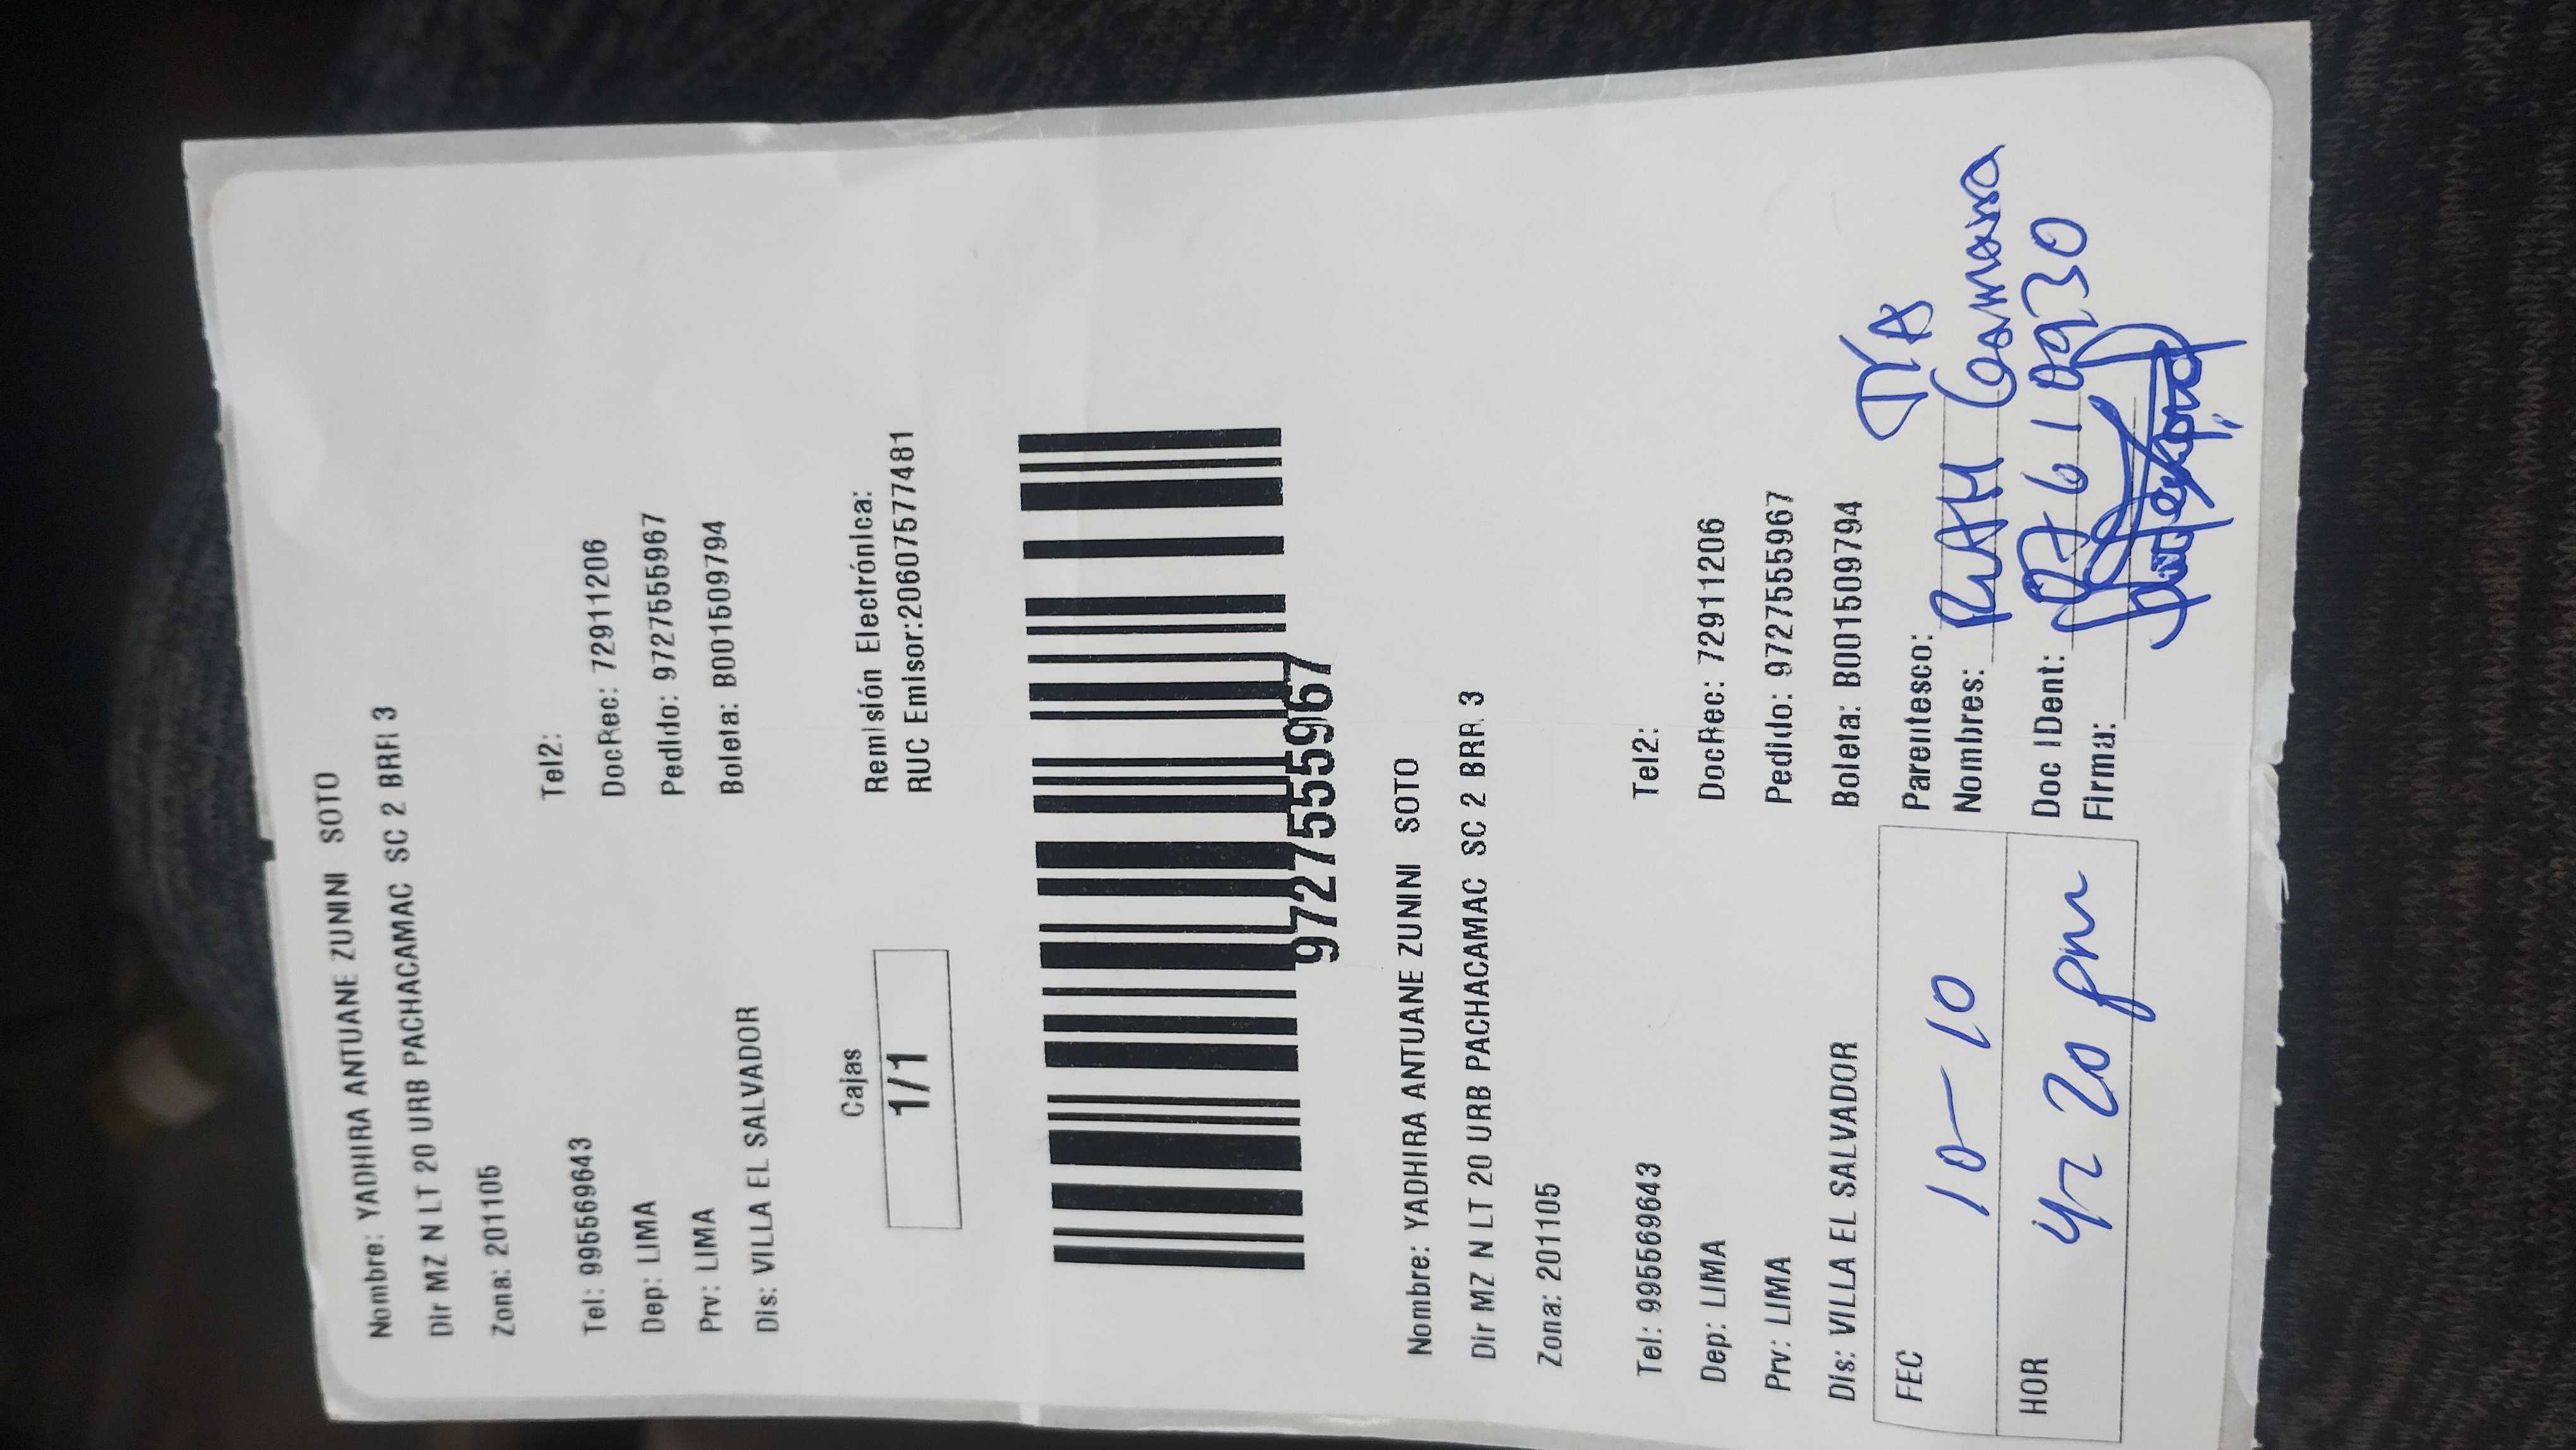 Nombre: YADHIRA ANTUANE ZUNINI SOTO
Dir MZ N LT 20 URB PACHACAMAC SC 2 BRR 3
Zona: 201105
Tel2:
Tel: 995569643 DocRec: 72911206
Dep: LIMA Pedido: 9727555967
Prv: LIMA Boleta: B001509794
Dis: VILLA EL SALVADOR
Cajas Remisión Electrónica:
1/1 RUC Emisor:20607577481
9727555967
Nombre: YADHIRA ANTUANE ZUNINI SOTO
Dir MZ N LT 20 URB PACHACAMAC SC 2 BRR 3
Zona: 201105
Tel: 995569643 Tel2:
Dep: LIMA DocRec: 72911206
Prv: LIMA Pedido: 9727555967
Dis: VILLA EL SALVADOR Boleta: B001509794
FEC 10-10 Parentesco: TIA
Nombres: Ruth Gamarra
HOR 4:20 pm Doc IDent: 07610930
Firma: